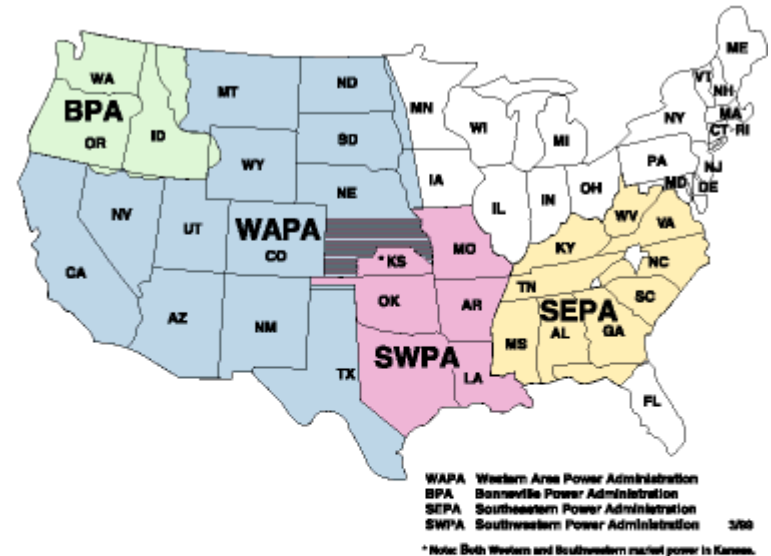 ME
WA
MT
ND
MN
VT
NH
BPA
OR
ID
SD
WI
NY
MA
CT RI
WY
MI
IA
PA
NJ
NE
OH
MD
DE
NV
UT
WAPA
CO
IL
IN
WV
VA
CA
* KS
MO
KY
NC
TN
AZ
NM
OK
AR
SC
SEPA
MS
AL
GA
TX
SWPA
LA
FL
WAPA Western Area Power Administration
BPA Bonneville Power Administration
SEPA Southeastern Power Administration
SWPA Southwestern Power Administration 3/99
* Note: Both Western and Southwestern market power in Kansas.